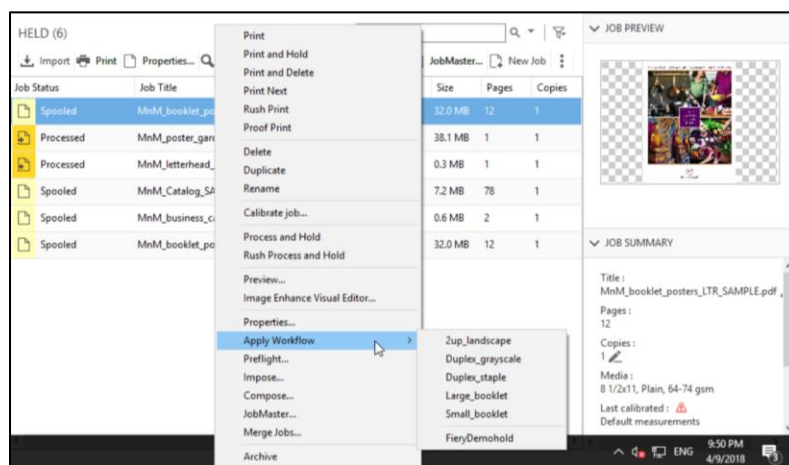 HELD (6)
Import Print Properties...
JobMaster... New Job
Job Status Job Title Size Pages Copies
Spooled MnM_booklet_po 32.0 MB 12 1
Processed MnM_poster_gar 38.1 MB 1 1
Processed MnM_letterhead_ 0.3 MB 1 1
Spooled MnM_Catalog_SA 7.2 MB 78 1
Spooled MnM_business_c 0.6 MB 2 1
Spooled MnM_booklet_po 32.0 MB 12 1
Print
Print and Hold
Print and Delete
Print Next
Rush Print
Proof Print
Delete
Duplicate
Rename
Calibrate job...
Process and Hold
Rush Process and Hold
Preview...
Image Enhance Visual Editor...
Properties...
Apply Workflow
Preflight...
Impose...
Compose...
JobMaster...
Merge Jobs...
Archive
2up_landscape
Duplex_grayscale
Duplex_staple
Large_booklet
Small_booklet
FieryDemohold
JOB PREVIEW
JOB SUMMARY
Title :
MnM_booklet_posters_LTR_SAMPLE.pdf
Pages :
12
Copies :
1
Media :
8 1/2x11, Plain, 64-74 gsm
Last calibrated :
Default measurements
ENG
9:50 PM
4/9/2018
3